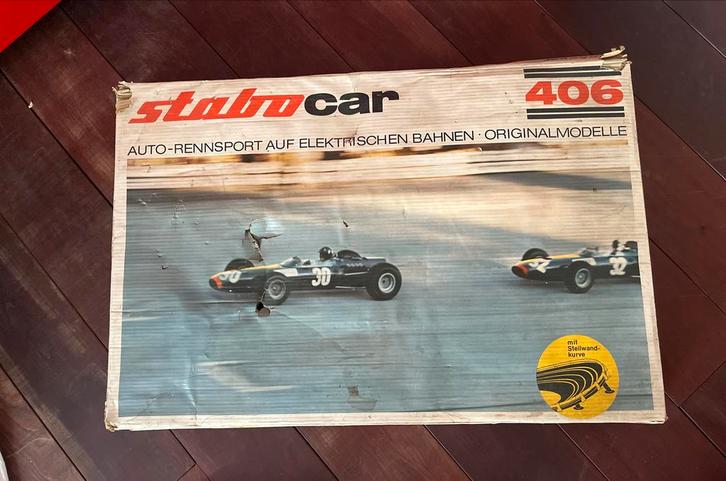 stabocar
406
AUTO-RENNSPORT AUF ELEKTRISCHEN BAHNEN · ORIGINALMODELLE
30
32
mit
Steilwand-
kurve